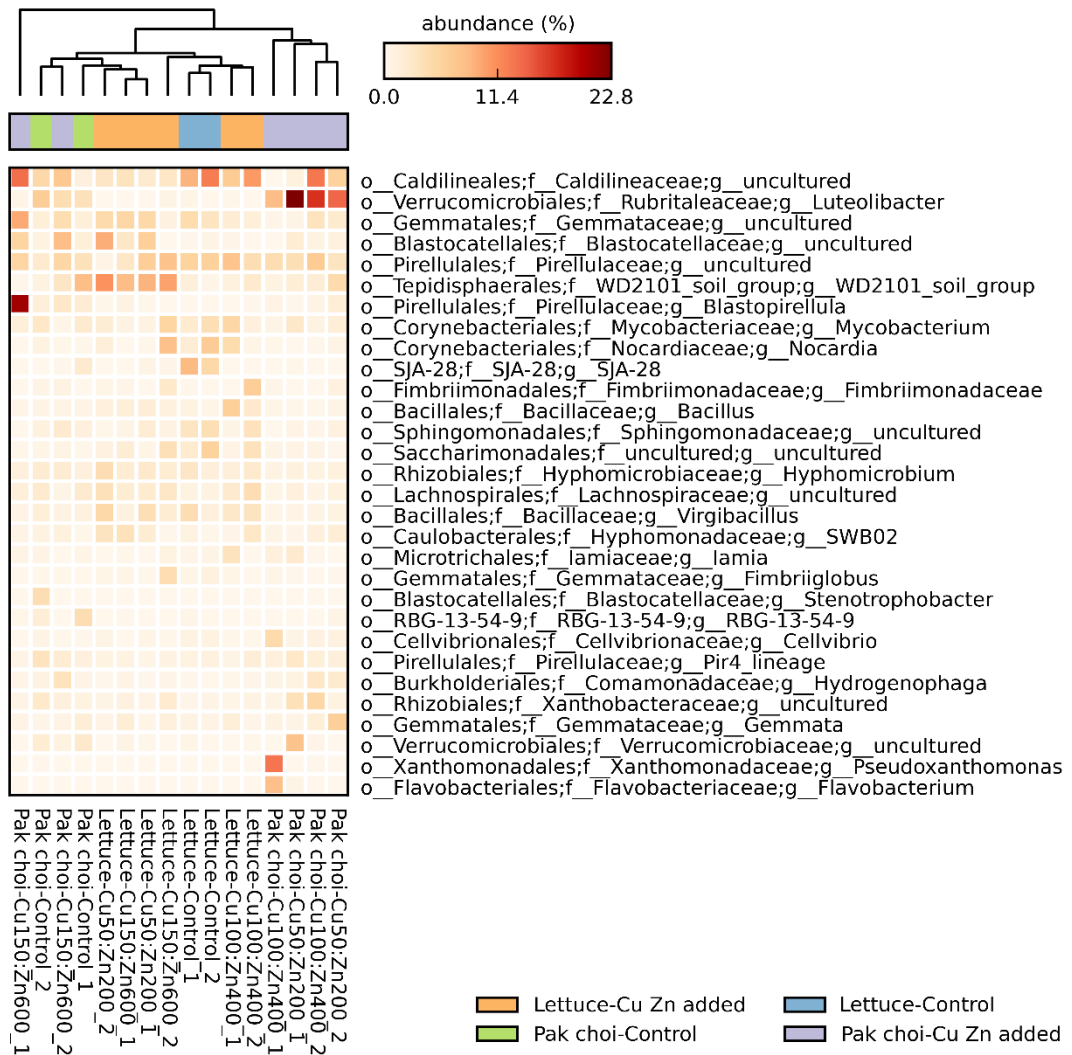 abundance (%)
0.0 11.4 22.8
o__Caldilineales;f__Caldilineaceae;g__uncultured
o__Verrucomicrobiales;f__Rubritaleaceae;g__Luteolibacter
o__Gemmatales;f__Gemmataceae;g__uncultured
o__Blastocatellales;f__Blastocatellaceae;g__uncultured
o__Pirellulales;f__Pirellulaceae;g__uncultured
o__Tepidisphaerales;f__WD2101_soil_group;g__WD2101_soil_group
o__Pirellulales;f__Pirellulaceae;g__Blastopirellula
o__Corynebacteriales;f__Mycobacteriaceae;g__Mycobacterium
o__Corynebacteriales;f__Nocardiaceae;g__Nocardia
o__SJA-28;f__SJA-28;g__SJA-28
o__Fimbriimonadales;f__Fimbriimonadaceae;g__Fimbriimonadaceae
o__Bacillales;f__Bacillaceae;g__Bacillus
o__Sphingomonadales;f__Sphingomonadaceae;g__uncultured
o__Saccharimonadales;f__uncultured;g__uncultured
o__Rhizobiales;f__Hyphomicrobiaceae;g__Hyphomicrobium
o__Lachnospirales;f__Lachnospiraceae;g__uncultured
o__Bacillales;f__Bacillaceae;g__Virgibacillus
o__Caulobacterales;f__Hyphomonadaceae;g__SWB02
o__Microtrichales;f__Iamiaceae;g__Iamia
o__Gemmatales;f__Gemmataceae;g__Fimbriiglobus
o__Blastocatellales;f__Blastocatellaceae;g__Stenotrophobacter
o__RBG-13-54-9;f__RBG-13-54-9;g__RBG-13-54-9
o__Cellvibrionales;f__Cellvibrionaceae;g__Cellvibrio
o__Pirellulales;f__Pirellulaceae;g__Pir4_lineage
o__Burkholderiales;f__Comamonadaceae;g__Hydrogenophaga
o__Rhizobiales;f__Xanthobacteraceae;g__uncultured
o__Gemmatales;f__Gemmataceae;g__Gemmata
o__Verrucomicrobiales;f__Verrucomicrobiaceae;g__uncultured
o__Xanthomonadales;f__Xanthomonadaceae;g__Pseudoxanthomonas
o__Flavobacteriales;f__Flavobacteriaceae;g__Flavobacterium
Pak choi-Cu150:Zn600_1
Pak choi-Control_2
Pak choi-Cu150:Zn600_2
Pak choi-Control_1
Lettuce-Cu50:Zn200_2
Lettuce-Cu150:Zn600_1
Lettuce-Cu50:Zn200_1
Lettuce-Cu150:Zn600_2
Lettuce-Control_1
Lettuce-Control_2
Lettuce-Cu100:Zn400_1
Lettuce-Cu100:Zn400_2
Pak choi-Cu100:Zn400_1
Pak choi-Cu50:Zn200_1
Pak choi-Cu100:Zn400_2
Pak choi-Cu50:Zn200_2
Lettuce-Cu Zn added
Lettuce-Control
Pak choi-Control
Pak choi-Cu Zn added